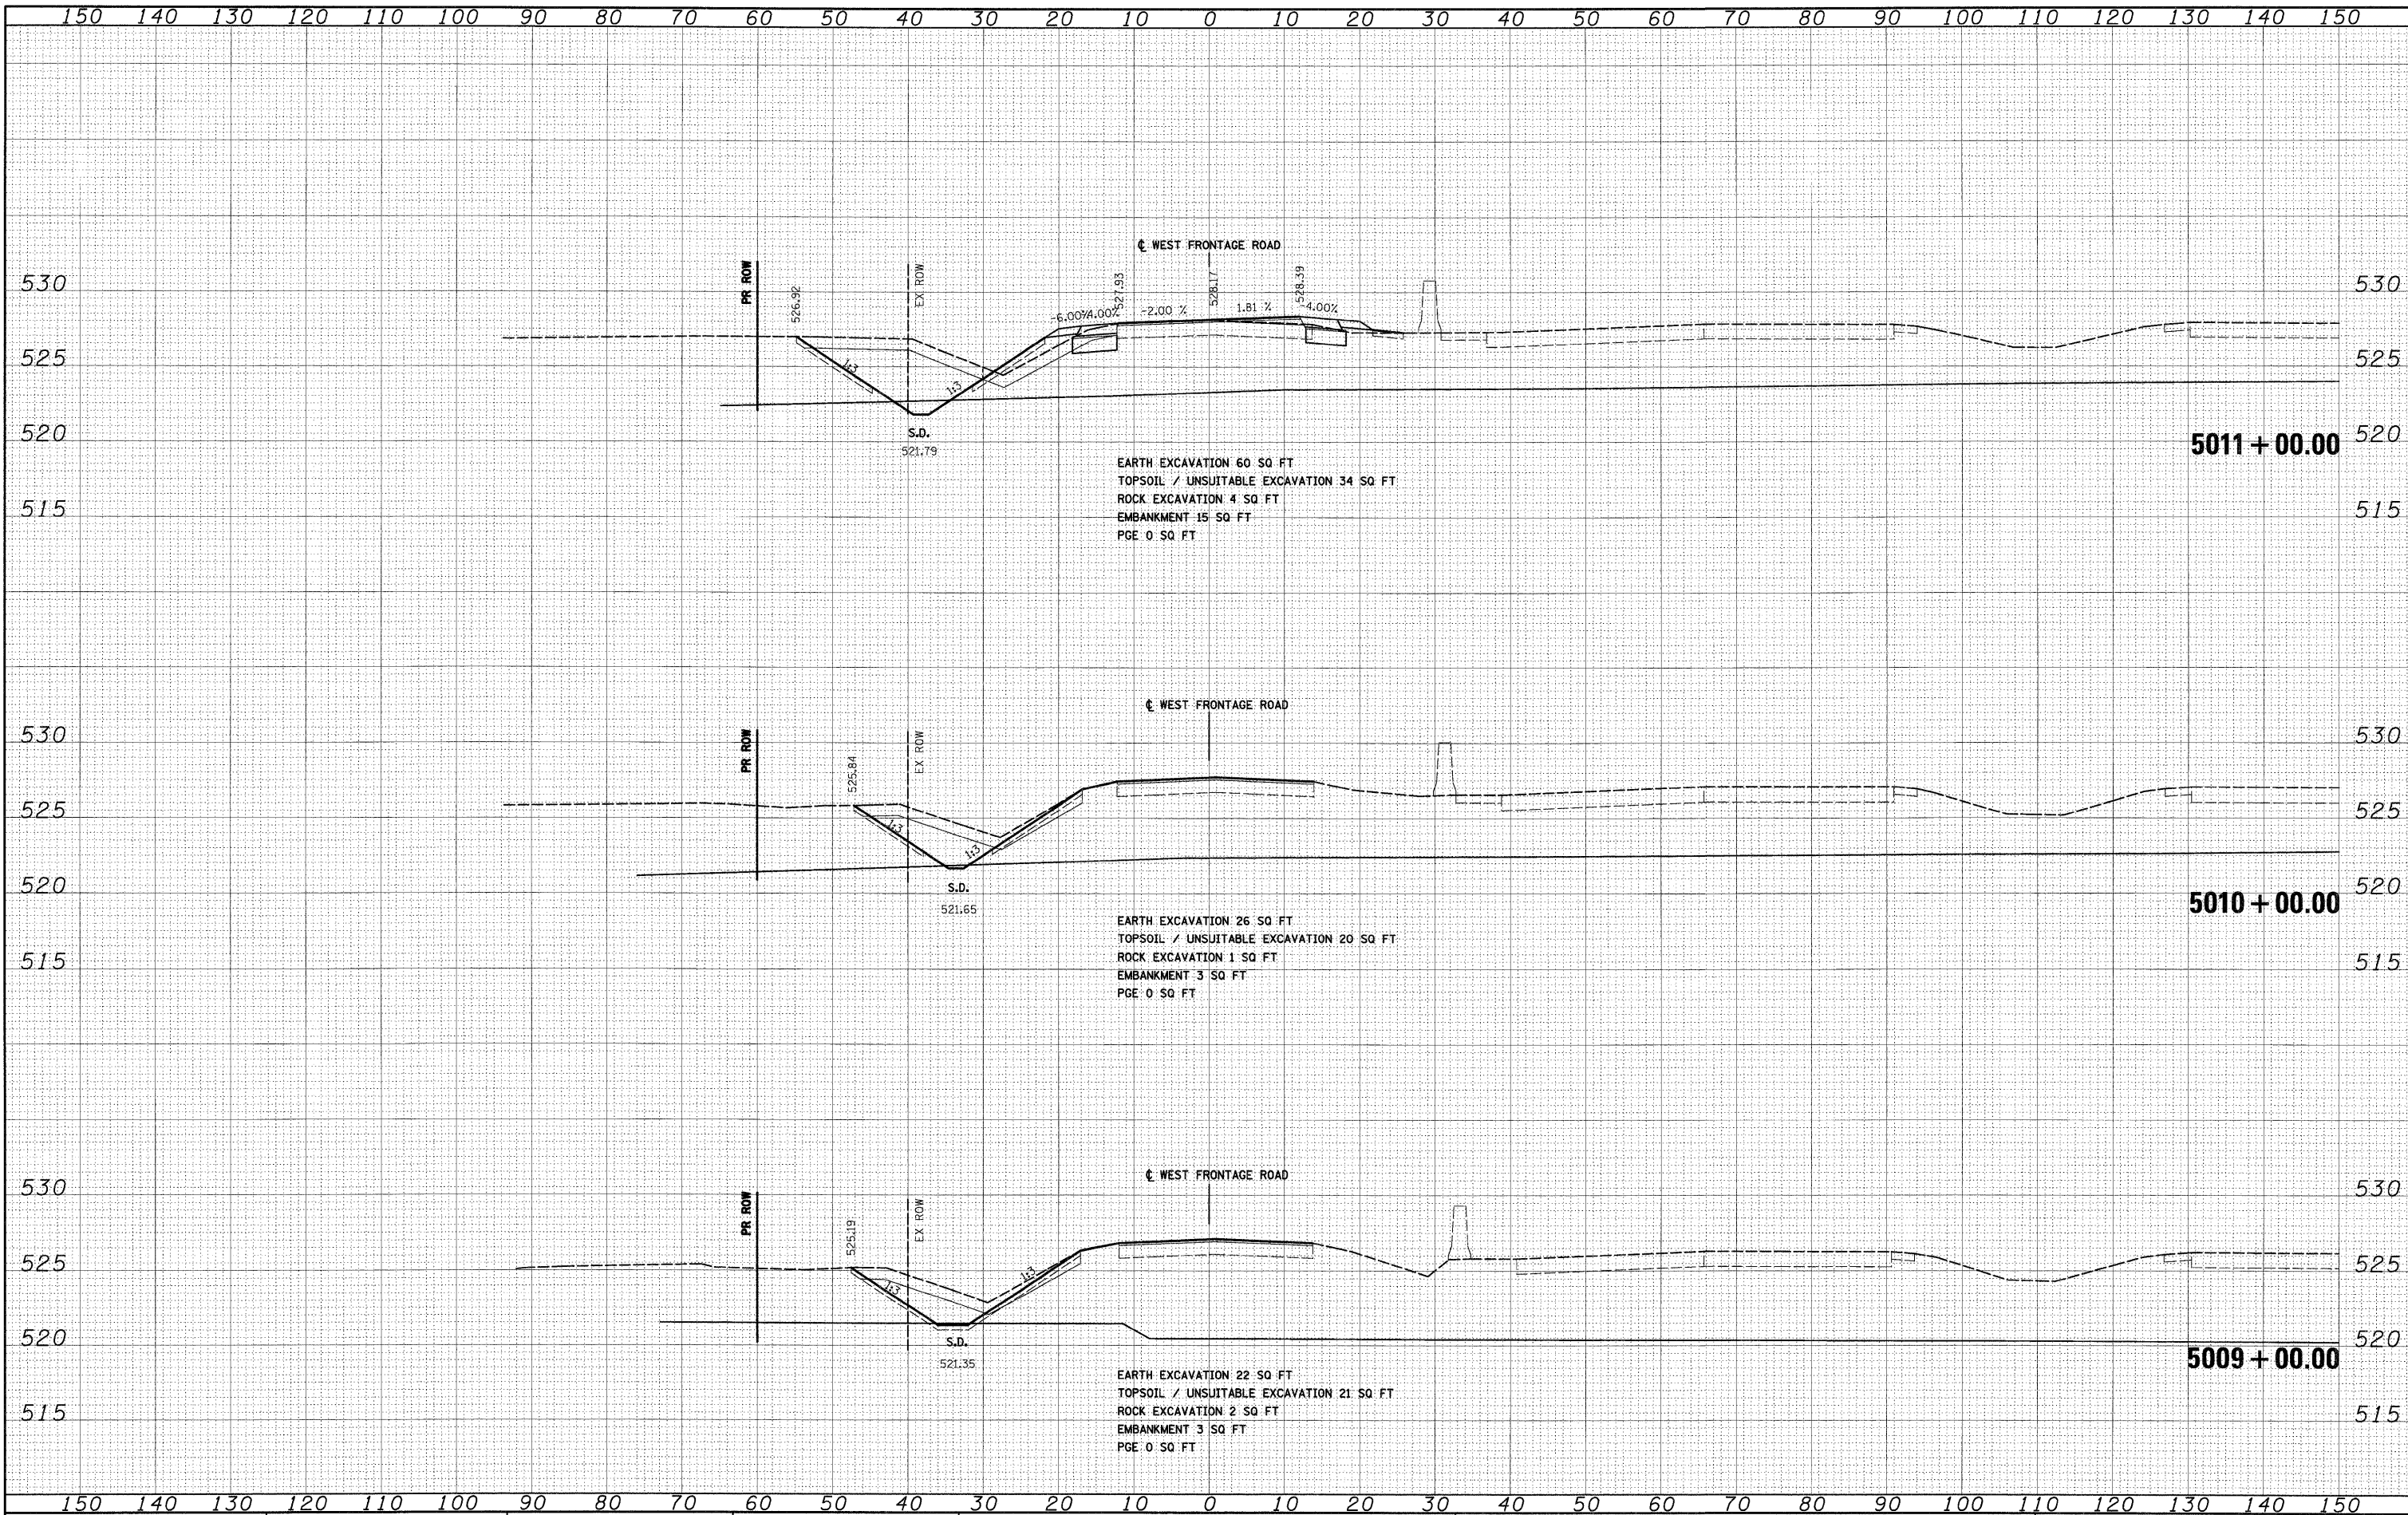 150 140 130 120 110 100 90 80 70 60 50 40 30 20 10 0 10 20 30 40 50 60 70 80 90 100 110 120 130 140 150
℄ WEST FRONTAGE ROAD
PR ROW
EX ROW
526.92
527.93
528.17
528.39
-6.00%
4.00%
-2.00 %
1.81 %
-4.00%
530 530
525 525
1:3
1:3
520 520
S.D.
521.79
5011+00.00
EARTH EXCAVATION 60 SQ FT
TOPSOIL / UNSUITABLE EXCAVATION 34 SQ FT
ROCK EXCAVATION 4 SQ FT
EMBANKMENT 15 SQ FT
PGE 0 SQ FT
515 515
℄ WEST FRONTAGE ROAD
PR ROW
EX ROW
525.84
530 530
525 525
1:3
1:3
520 520
S.D.
521.65
5010+00.00
EARTH EXCAVATION 26 SQ FT
TOPSOIL / UNSUITABLE EXCAVATION 20 SQ FT
ROCK EXCAVATION 1 SQ FT
EMBANKMENT 3 SQ FT
PGE 0 SQ FT
515 515
℄ WEST FRONTAGE ROAD
PR ROW
EX ROW
525.19
530 530
525 525
1:3
1:3
520 520
S.D.
521.35
5009+00.00
EARTH EXCAVATION 22 SQ FT
TOPSOIL / UNSUITABLE EXCAVATION 21 SQ FT
ROCK EXCAVATION 2 SQ FT
EMBANKMENT 3 SQ FT
PGE 0 SQ FT
515 515
150 140 130 120 110 100 90 80 70 60 50 40 30 20 10 0 10 20 30 40 50 60 70 80 90 100 110 120 130 140 150